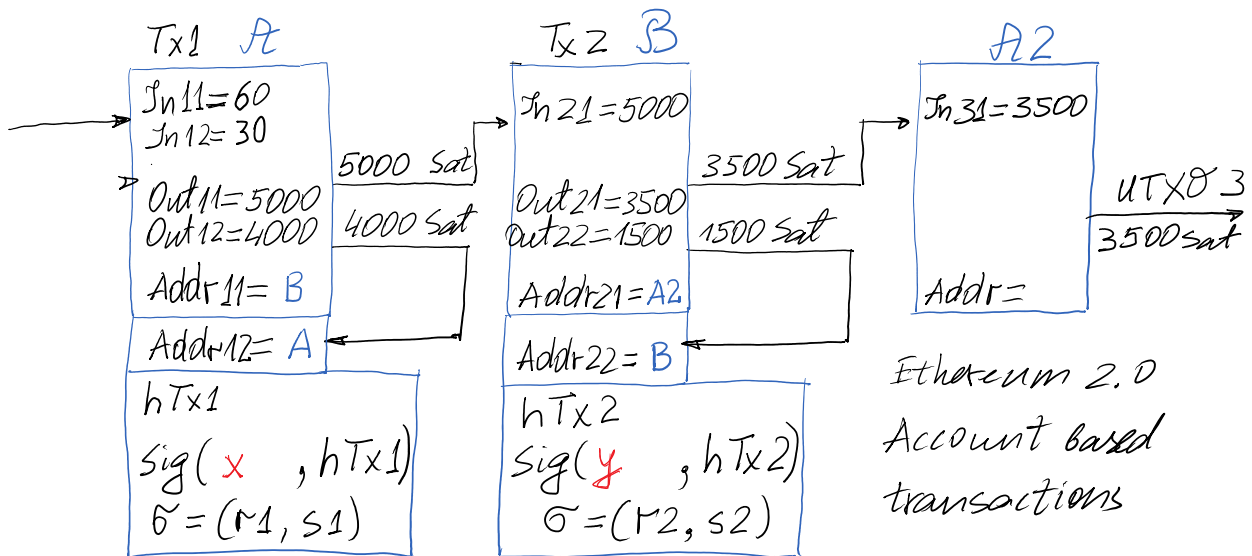 Tx1 A
In11=60
In12=30
Out11=5000
Out12=4000
Addr11= B
Addr12= A
hTx1
Sig( x , hTx1)
σ=(r1, s1)
5000 Sat
4000 Sat
Tx2 B
In21=5000
Out21=3500
Out22=1500
Addr21=A2
Addr22= B
hTx2
Sig( y , hTx2)
σ=(r2, s2)
3500 Sat
1500 Sat
A2
In31=3500
Addr=
UTXO 3
3500 Sat
Ethereum 2.0
Account based
transactions